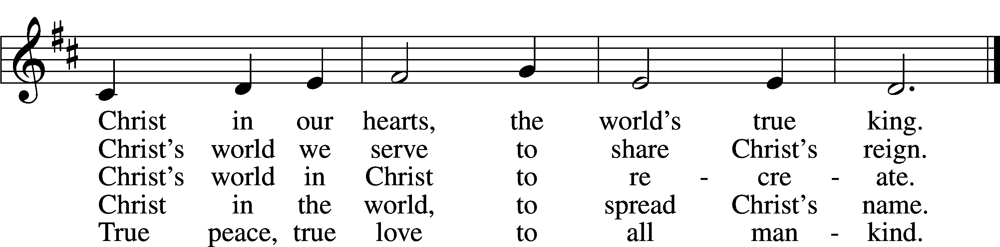 Christ in our hearts, the world’s true king.
Christ’s world we serve to share Christ’s reign.
Christ’s world in Christ to re - cre - ate.
Christ in the world, to spread Christ’s name.
True peace, true love to all man - kind.